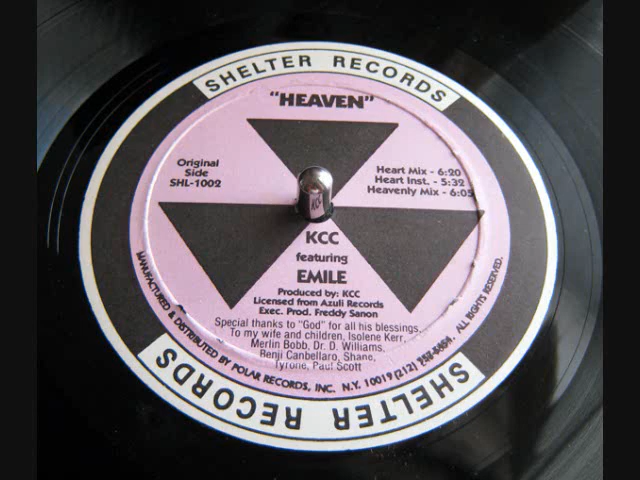 SHELTER RECORDS
"HEAVEN"
Original
Side
SHL-1002
Heart Mix - 6:20
Heart Inst. - 5:32
Heavenly Mix - 6:05
KCC
KCC
featuring
EMILE
Produced by: KCC
Licensed from Azuli Records
Exec. Prod. Freddy Sanon
Special thanks to "God" for all his blessings,
To my wife and children, Isolene Kerr,
Merlin Bobb, Dr. D. Williams,
Renji Canbellaro, Shane,
Tyrone, Paul Scott
MANUFACTURED & DISTRIBUTED BY POLAR RECORDS, INC. N.Y. 10019 (212) ALL RIGHTS RESERVED.
SHELTER RECORDS